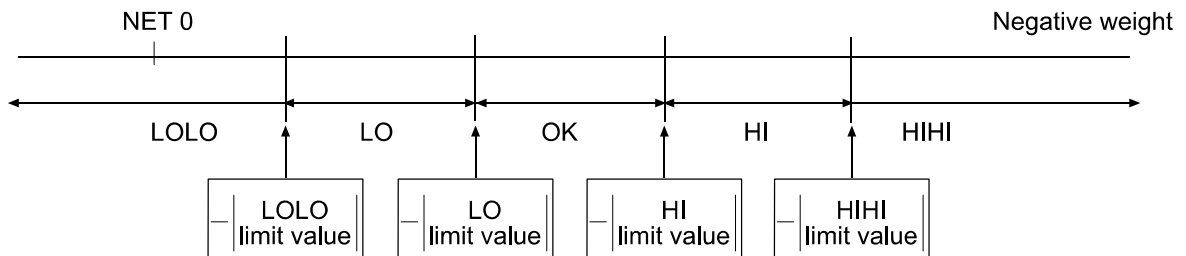 NET 0
Negative weight
LOLO
LO
OK
HI
HIHI
– | LOLO limit value |
– | LO limit value |
– | HI limit value |
– | HIHI limit value |